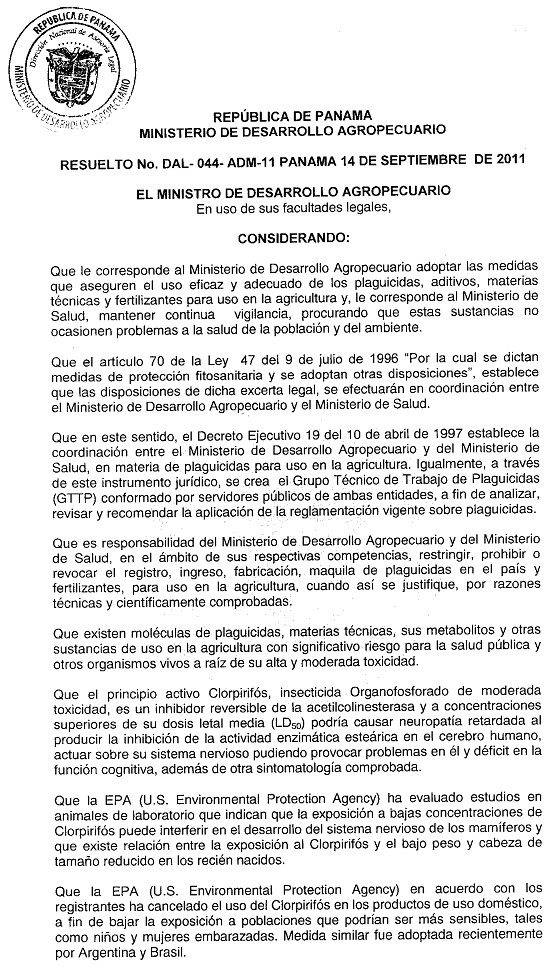 REPÚBLICA DE PANAMA
Dirección Nacional de Asesoría Legal
MINISTERIO DE DESARROLLO AGROPECUARIO
REPÚBLICA DE PANAMA
MINISTERIO DE DESARROLLO AGROPECUARIO
RESUELTO No. DAL- 044- ADM-11 PANAMA 14 DE SEPTIEMBRE DE 2011
EL MINISTRO DE DESARROLLO AGROPECUARIO
En uso de sus facultades legales,
CONSIDERANDO:
Que le corresponde al Ministerio de Desarrollo Agropecuario adoptar las medidas
que aseguren el uso eficaz y adecuado de los plaguicidas, aditivos, materias
técnicas y fertilizantes para uso en la agricultura y, le corresponde al Ministerio de
Salud, mantener continua vigilancia, procurando que estas sustancias no
ocasionen problemas a la salud de la población y del ambiente.
Que el artículo 70 de la Ley 47 del 9 de julio de 1996 "Por la cual se dictan
medidas de protección fitosanitaria y se adoptan otras disposiciones", establece
que las disposiciones de dicha excerta legal, se efectuarán en coordinación entre
el Ministerio de Desarrollo Agropecuario y el Ministerio de Salud.
Que en este sentido, el Decreto Ejecutivo 19 del 10 de abril de 1997 establece la
coordinación entre el Ministerio de Desarrollo Agropecuario y del Ministerio de
Salud, en materia de plaguicidas para uso en la agricultura. Igualmente, a través
de este instrumento jurídico, se crea el Grupo Técnico de Trabajo de Plaguicidas
(GTTP) conformado por servidores públicos de ambas entidades, a fin de analizar,
revisar y recomendar la aplicación de la reglamentación vigente sobre plaguicidas.
Que es responsabilidad del Ministerio de Desarrollo Agropecuario y del Ministerio
de Salud, en el ámbito de sus respectivas competencias, restringir, prohibir o
revocar el registro, ingreso, fabricación, maquila de plaguicidas en el país y
fertilizantes, para uso en la agricultura, cuando así se justifique, por razones
técnicas y científicamente comprobadas.
Que existen moléculas de plaguicidas, materias técnicas, sus metabolitos y otras
sustancias de uso en la agricultura con significativo riesgo para la salud pública y
otros organismos vivos a raíz de su alta y moderada toxicidad.
Que el principio activo Clorpirifós, insecticida Organofosforado de moderada
toxicidad, es un inhibidor reversible de la acetilcolinesterasa y a concentraciones
superiores de su dosis letal media (LD50) podría causar neuropatía retardada al
producir la inhibición de la actividad enzimática esteárica en el cerebro humano,
actuar sobre su sistema nervioso pudiendo provocar problemas en él y déficit en la
función cognitiva, además de otra sintomatología comprobada.
Que la EPA (U.S. Environmental Protection Agency) ha evaluado estudios en
animales de laboratorio que indican que la exposición a bajas concentraciones de
Clorpirifós puede interferir en el desarrollo del sistema nervioso de los mamíferos y
que existe relación entre la exposición al Clorpirifós y el bajo peso y cabeza de
tamaño reducido en los recién nacidos.
Que la EPA (U.S. Environmental Protection Agency) en acuerdo con los
registrantes ha cancelado el uso del Clorpirifós en los productos de uso doméstico,
a fin de bajar la exposición a poblaciones que podrían ser más sensibles, tales
como niños y mujeres embarazadas. Medida similar fue adoptada recientemente
por Argentina y Brasil.